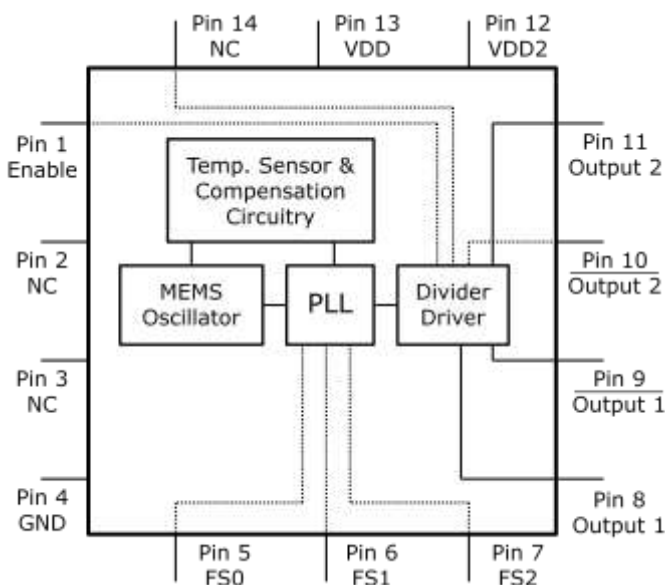 Pin 14
NC
Pin 13
VDD
Pin 12
VDD2
Pin 1
Enable
Pin 11
Output 2
Temp. Sensor &
Compensation
Circuitry
Pin 2
NC
MEMS
Oscillator
PLL
Divider
Driver
Pin 10
Output 2
Pin 3
NC
Pin 9
Output 1
Pin 4
GND
Pin 8
Output 1
Pin 5
FS0
Pin 6
FS1
Pin 7
FS2